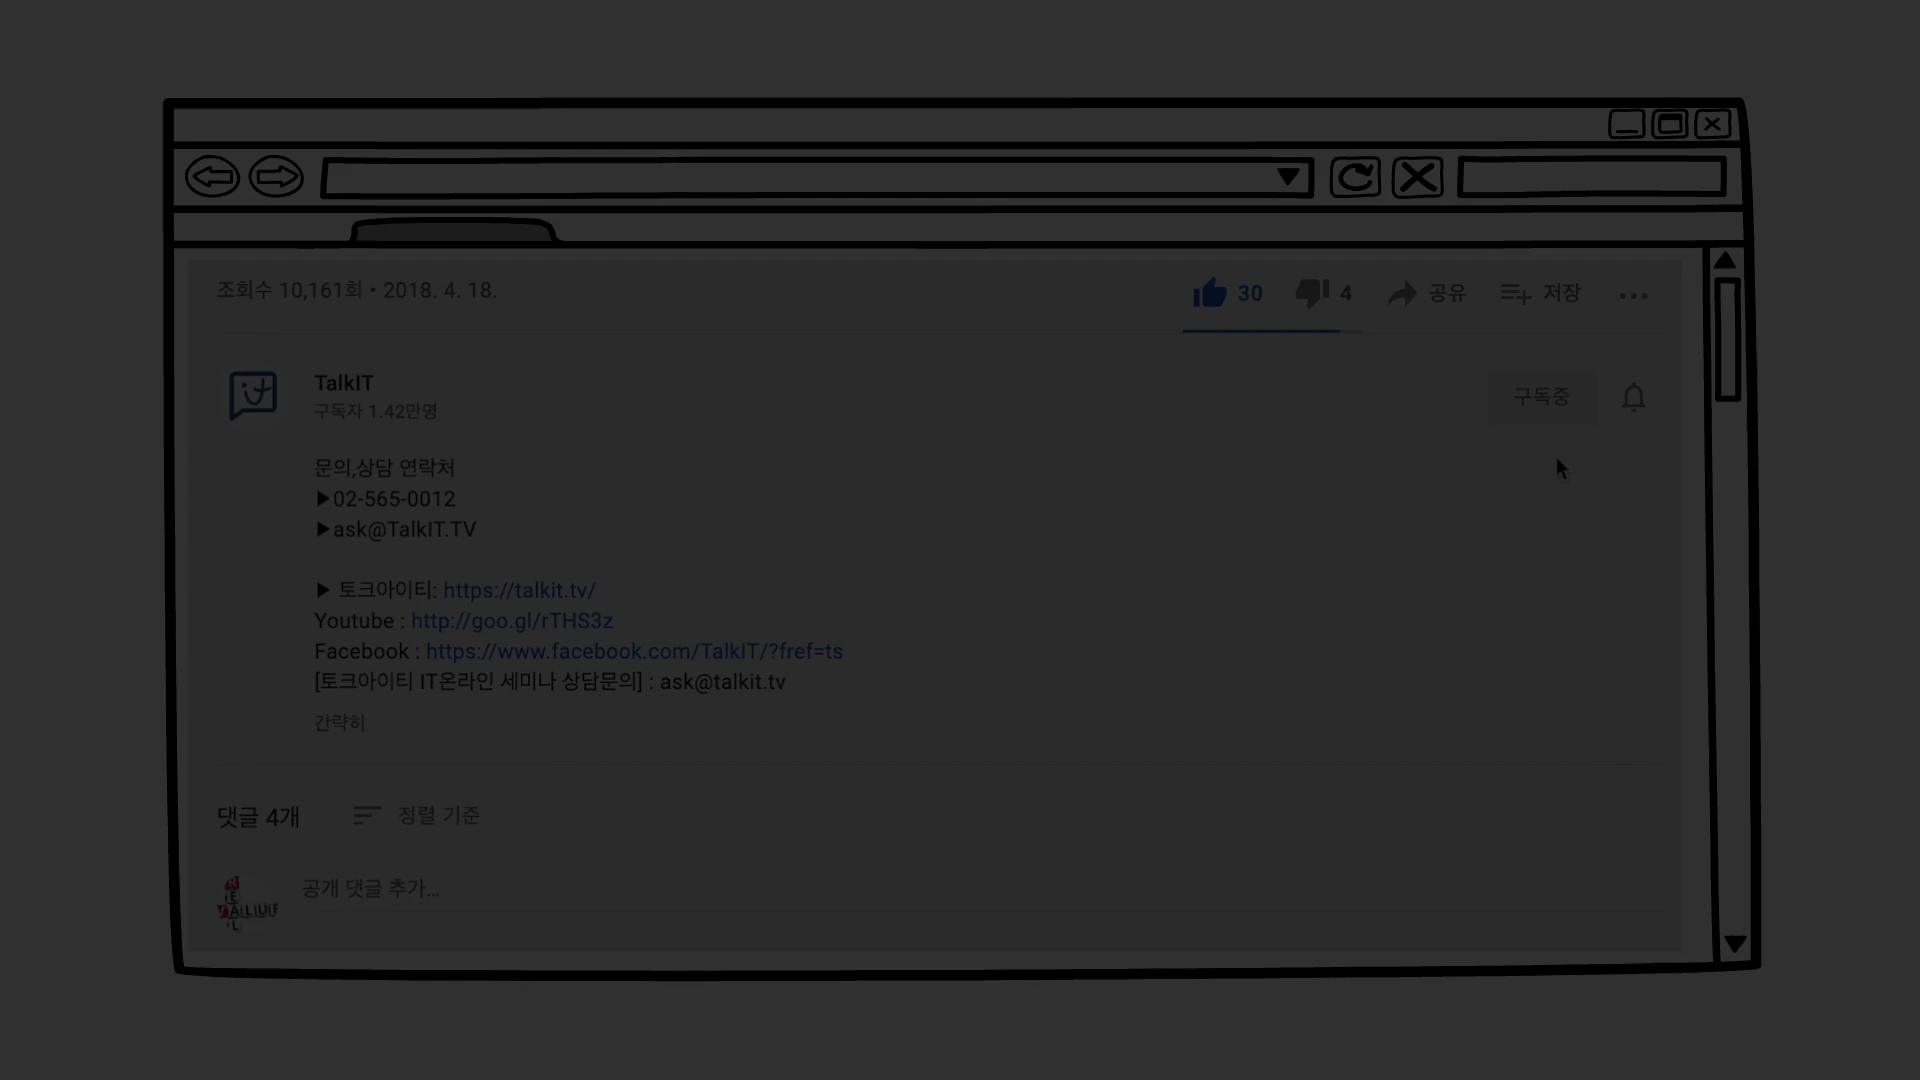 조회수 10,161회 • 2018. 4. 18.
30
4
공유
저장
TalkIT
구독자 1.42만명
구독중
문의,상담 연락처
▶02-565-0012
▶ask@TalkIT.TV
▶ 토크아이티: https://talkit.tv/
Youtube : http://goo.gl/rTHS3z
Facebook : https://www.facebook.com/TalkIT/?fref=ts
[토크아이티 IT온라인 세미나 상담문의] : ask@talkit.tv
간략히
댓글 4개
정렬 기준
공개 댓글 추가...
REAL
VALUE